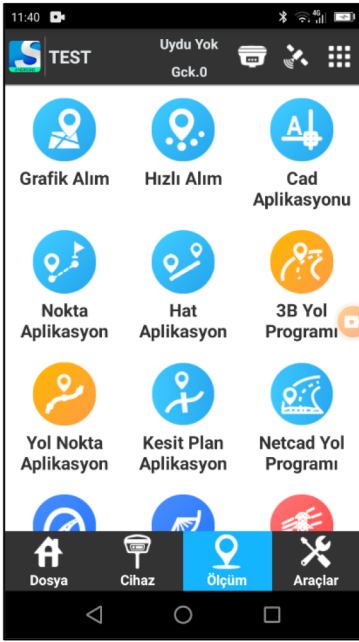 11:40
4G
TEST
Uydu Yok
Gck.0
Grafik Alım
Hızlı Alım
Cad
Aplikasyonu
Nokta
Aplikasyon
Hat
Aplikasyon
3B Yol
Programı
Yol Nokta
Aplikasyon
Kesit Plan
Aplikasyon
Netcad Yol
Programı
Dosya
Cihaz
Ölçüm
Araçlar